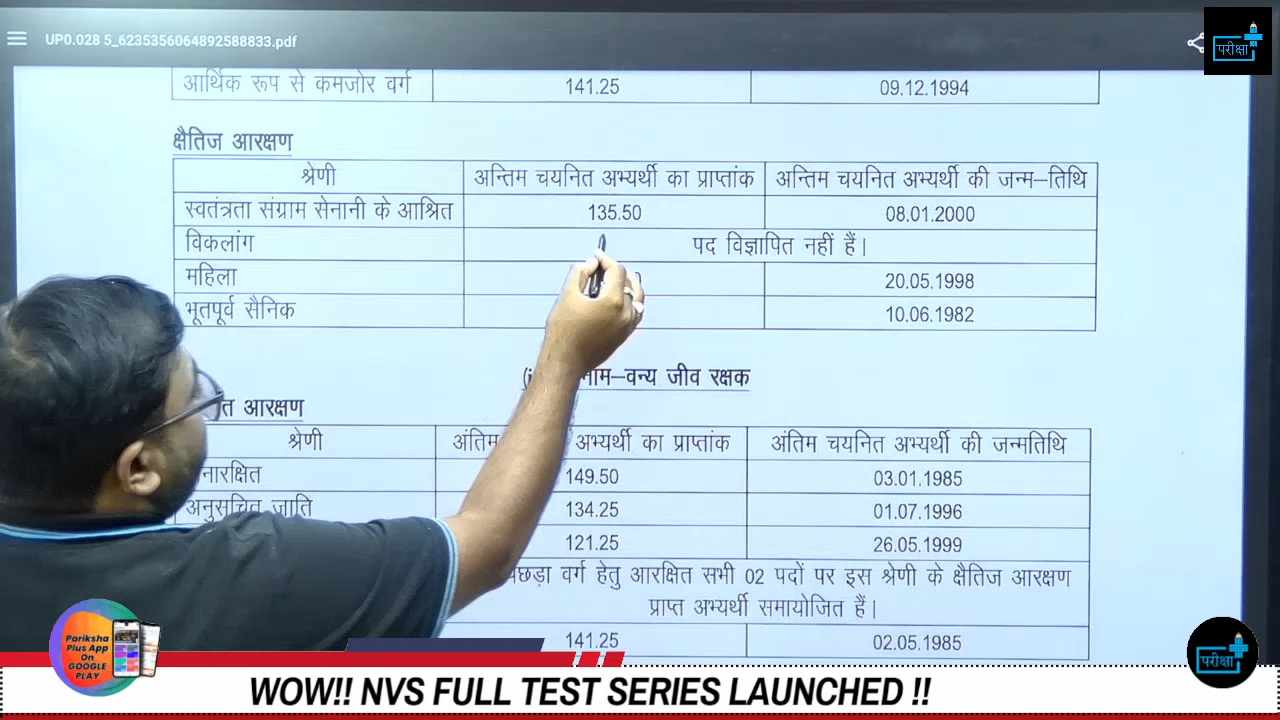 UP0.028 5_6235356064892588833.pdf
परीक्षा
आर्थिक रूप से कमजोर वर्ग 141.25 09.12.1994
क्षैतिज आरक्षण
श्रेणी अन्तिम चयनित अभ्यर्थी का प्राप्तांक अन्तिम चयनित अभ्यर्थी की जन्म–तिथि
स्वतंत्रता संग्राम सेनानी के आश्रित 135.50 08.01.2000
विकलांग पद विज्ञापित नहीं हैं।
महिला 20.05.1998
भूतपूर्व सैनिक 10.06.1982
नाम–वन्य जीव रक्षक
आरक्षण
श्रेणी अंतिम अभ्यर्थी का प्राप्तांक अंतिम चयनित अभ्यर्थी की जन्मतिथि
149.50 03.01.1985
अनुसूचित जाति 134.25 01.07.1996
121.25 26.05.1999
वर्ग हेतु आरक्षित सभी 02 पदों पर इस श्रेणी के क्षैतिज आरक्षण
प्राप्त अभ्यर्थी समायोजित हैं।
141.25 02.05.1985
Pariksha
Plus App
On
GOOGLE
PLAY
परीक्षा
WOW!! NVS FULL TEST SERIES LAUNCHED !!